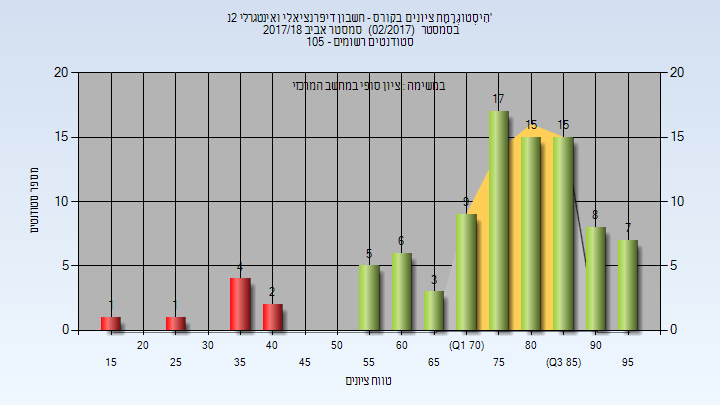 היסטוגרמת ציונים בקורס - חשבון דיפרנציאלי ואינטגרלי 2נ'
בסמסטר (02/2017) סמסטר אביב 2017/18
סטודנטים רשומים - 105
במשימה : ציון סופי במחשב המרכזי
20 20
15 15
10 10
5 5
0 0
מספר סטודנטים
1 1 4 2 5 6 3 9 17 15 15 8 7
20 30 40 50 60 (Q1 70) 80 90
15 25 35 45 55 65 75 (Q3 85) 95
טווח ציונים